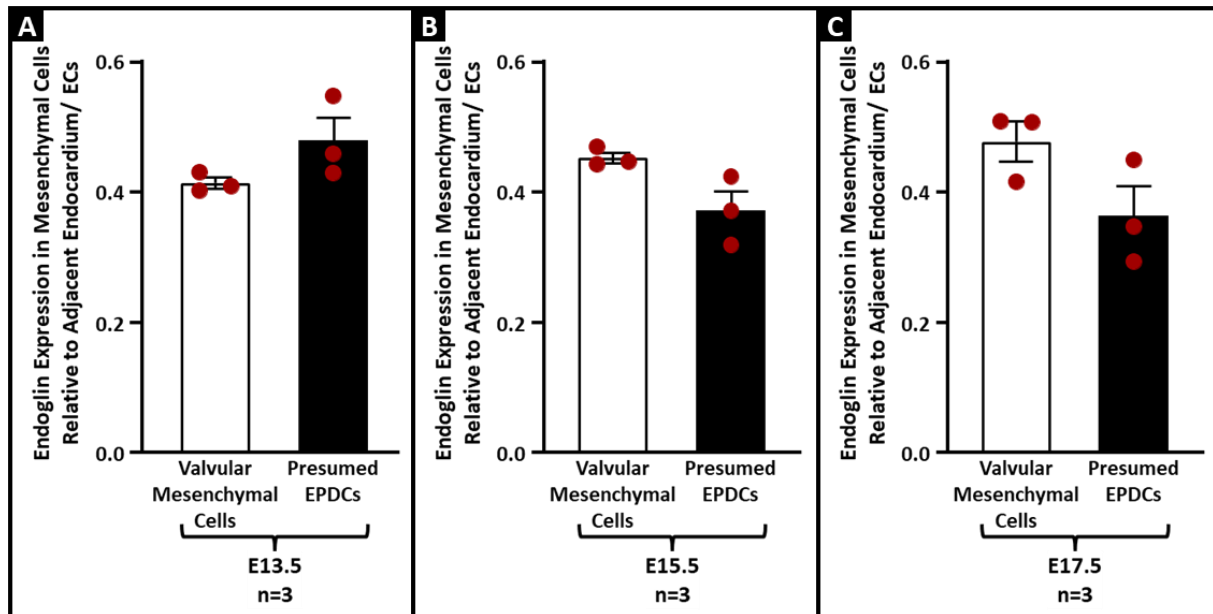 A
Endoglin Expression in Mesenchymal Cells
Relative to Adjacent Endocardium/ ECs
0.6
0.4
0.2
0.0
Valvular
Mesenchymal
Cells
Presumed
EPDCs
E13.5
n=3
B
Endoglin Expression in Mesenchymal Cells
Relative to Adjacent Endocardium/ ECs
0.6
0.4
0.2
0.0
Valvular
Mesenchymal
Cells
Presumed
EPDCs
E15.5
n=3
C
Endoglin Expression in Mesenchymal Cells
Relative to Adjacent Endocardium/ ECs
0.6
0.4
0.2
0.0
Valvular
Mesenchymal
Cells
Presumed
EPDCs
E17.5
n=3